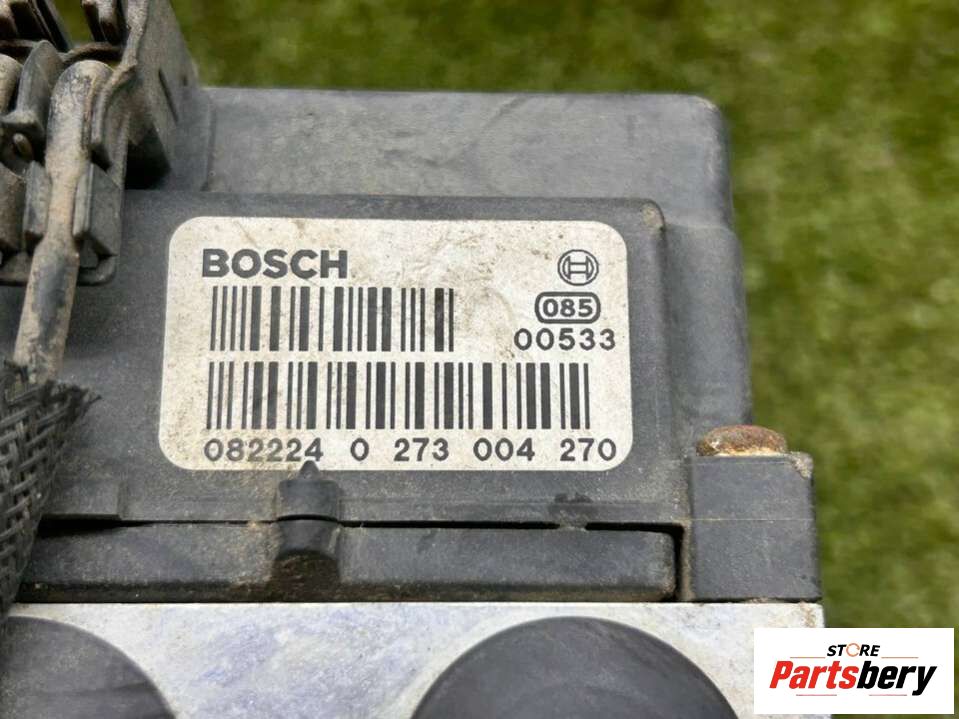 BOSCH
085
00533
082224 0 273 004 270
STORE
Partsbery